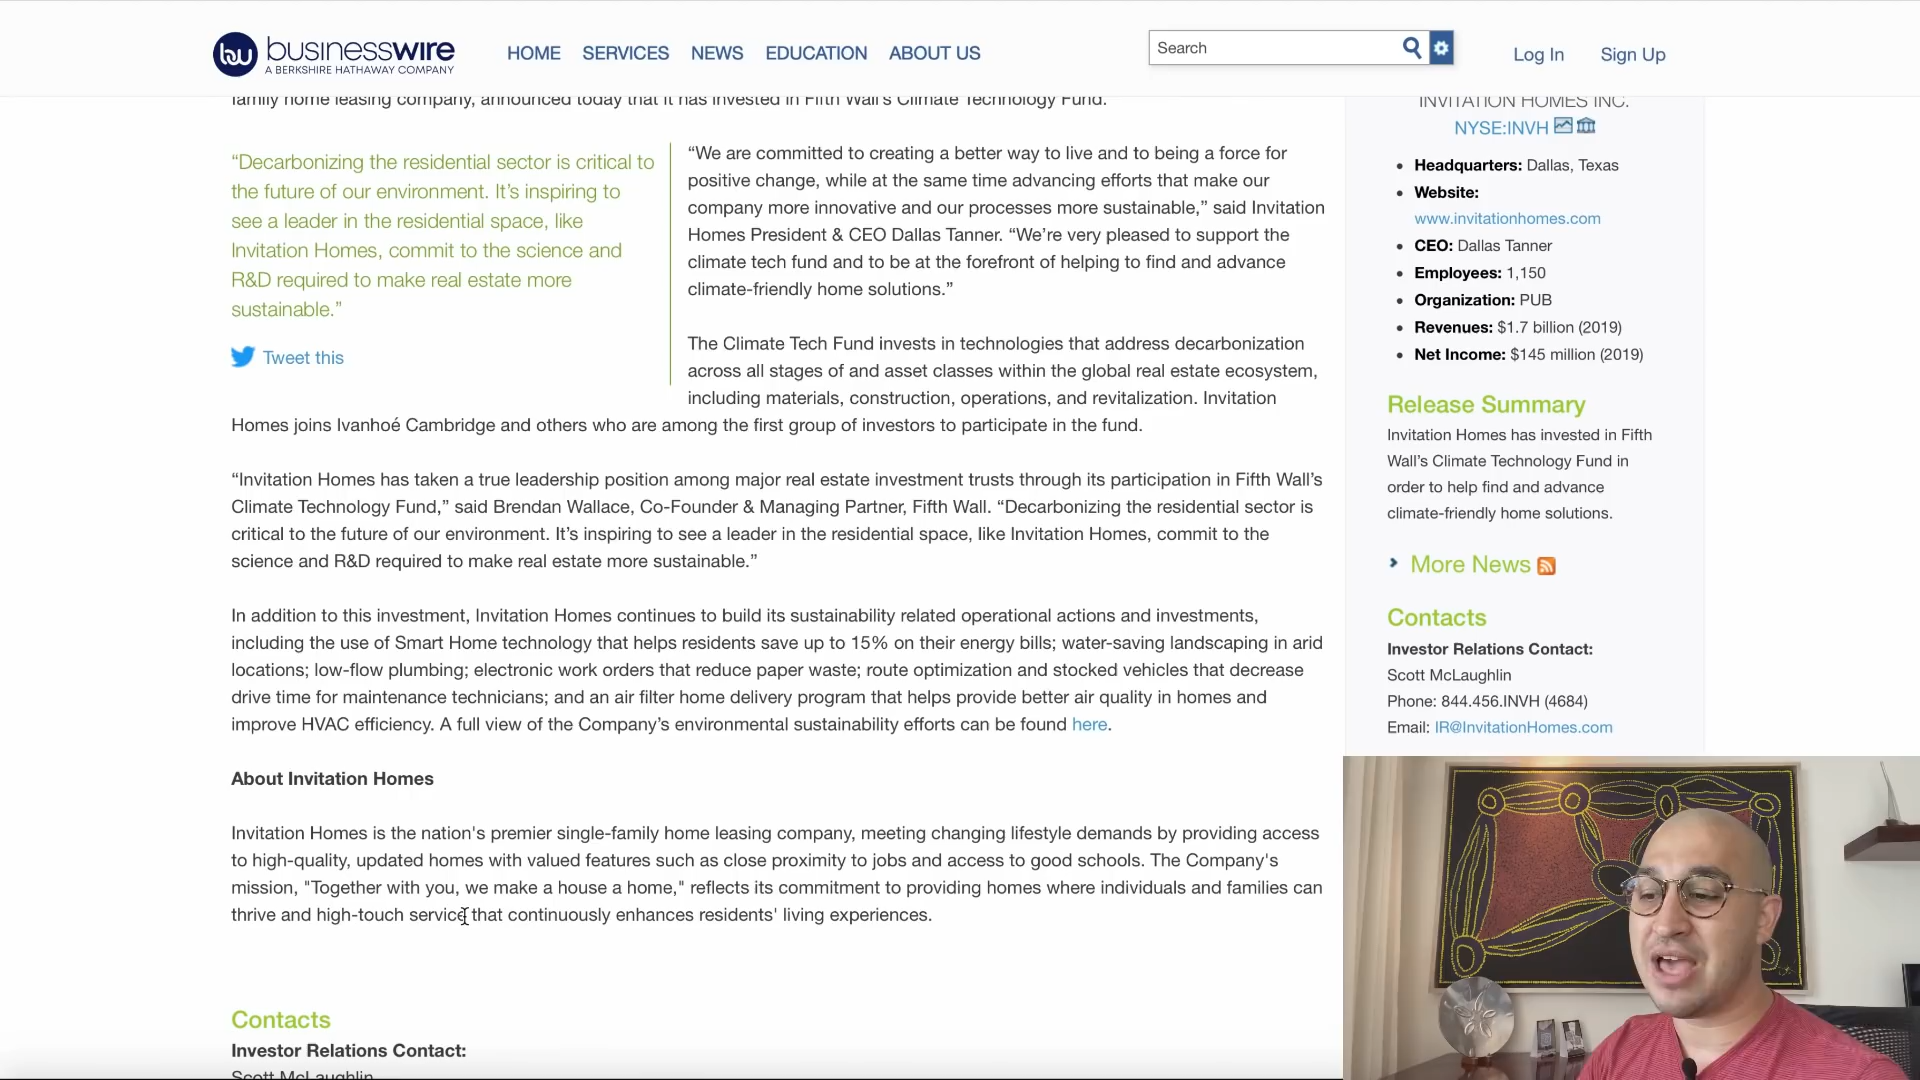 businesswire
A BERKSHIRE HATHAWAY COMPANY
HOME SERVICES NEWS EDUCATION ABOUT US
Search
Log In Sign Up
family home leasing company, announced today that it has invested in Fifth Wall's Climate Technology Fund.
“Decarbonizing the residential sector is critical to
the future of our environment. It’s inspiring to
see a leader in the residential space, like
Invitation Homes, commit to the science and
R&D required to make real estate more
sustainable.”
Tweet this
“We are committed to creating a better way to live and to being a force for
positive change, while at the same time advancing efforts that make our
company more innovative and our processes more sustainable,” said Invitation
Homes President & CEO Dallas Tanner. “We’re very pleased to support the
climate tech fund and to be at the forefront of helping to find and advance
climate-friendly home solutions.”
The Climate Tech Fund invests in technologies that address decarbonization
across all stages of and asset classes within the global real estate ecosystem,
including materials, construction, operations, and revitalization. Invitation
Homes joins Ivanhoé Cambridge and others who are among the first group of investors to participate in the fund.
“Invitation Homes has taken a true leadership position among major real estate investment trusts through its participation in Fifth Wall’s
Climate Technology Fund,” said Brendan Wallace, Co-Founder & Managing Partner, Fifth Wall. “Decarbonizing the residential sector is
critical to the future of our environment. It’s inspiring to see a leader in the residential space, like Invitation Homes, commit to the
science and R&D required to make real estate more sustainable.”
In addition to this investment, Invitation Homes continues to build its sustainability related operational actions and investments,
including the use of Smart Home technology that helps residents save up to 15% on their energy bills; water-saving landscaping in arid
locations; low-flow plumbing; electronic work orders that reduce paper waste; route optimization and stocked vehicles that decrease
drive time for maintenance technicians; and an air filter home delivery program that helps provide better air quality in homes and
improve HVAC efficiency. A full view of the Company’s environmental sustainability efforts can be found here.
About Invitation Homes
Invitation Homes is the nation's premier single-family home leasing company, meeting changing lifestyle demands by providing access
to high-quality, updated homes with valued features such as close proximity to jobs and access to good schools. The Company's
mission, "Together with you, we make a house a home," reflects its commitment to providing homes where individuals and families can
thrive and high-touch service that continuously enhances residents' living experiences.
Contacts
Investor Relations Contact:
Scott McLaughlin
INVITATION HOMES INC.
NYSE:INVH
Headquarters: Dallas, Texas
Website:
www.invitationhomes.com
CEO: Dallas Tanner
Employees: 1,150
Organization: PUB
Revenues: $1.7 billion (2019)
Net Income: $145 million (2019)
Release Summary
Invitation Homes has invested in Fifth
Wall’s Climate Technology Fund in
order to help find and advance
climate-friendly home solutions.
More News
Contacts
Investor Relations Contact:
Scott McLaughlin
Phone: 844.456.INVH (4684)
Email: IR@InvitationHomes.com